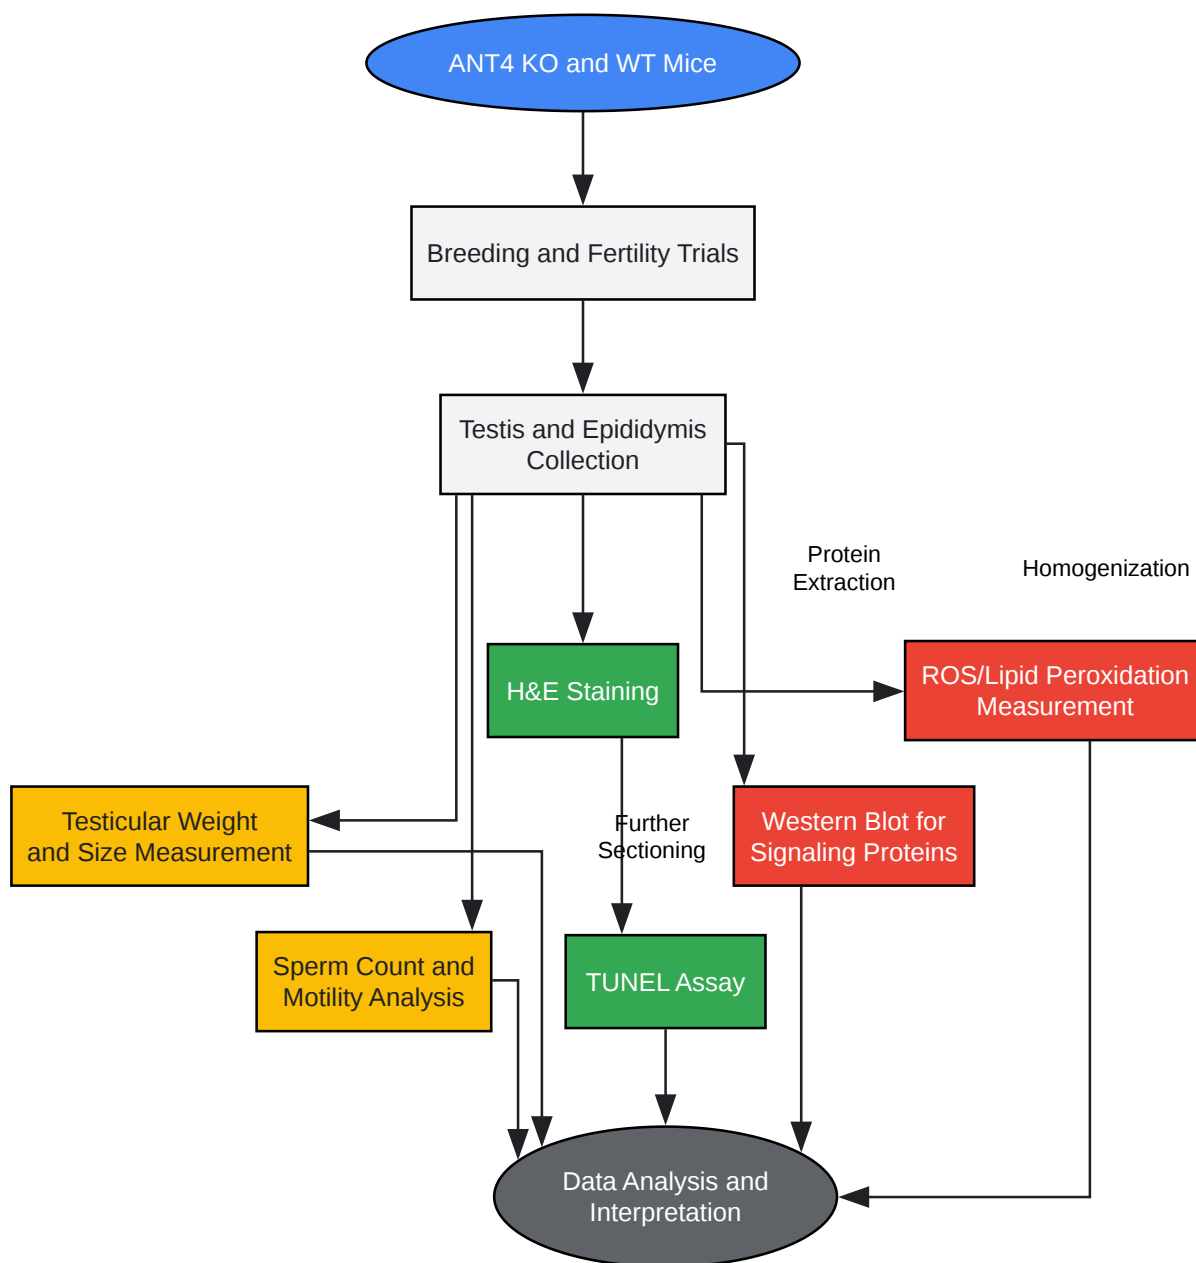 ANT4 KO and WT Mice
Breeding and Fertility Trials
Testis and Epididymis
Collection
Protein
Extraction
Homogenization
H&E Staining
ROS/Lipid Peroxidation
Measurement
Testicular Weight
and Size Measurement
Further
Sectioning
Western Blot for
Signaling Proteins
Sperm Count and
Motility Analysis
TUNEL Assay
Data Analysis and
Interpretation